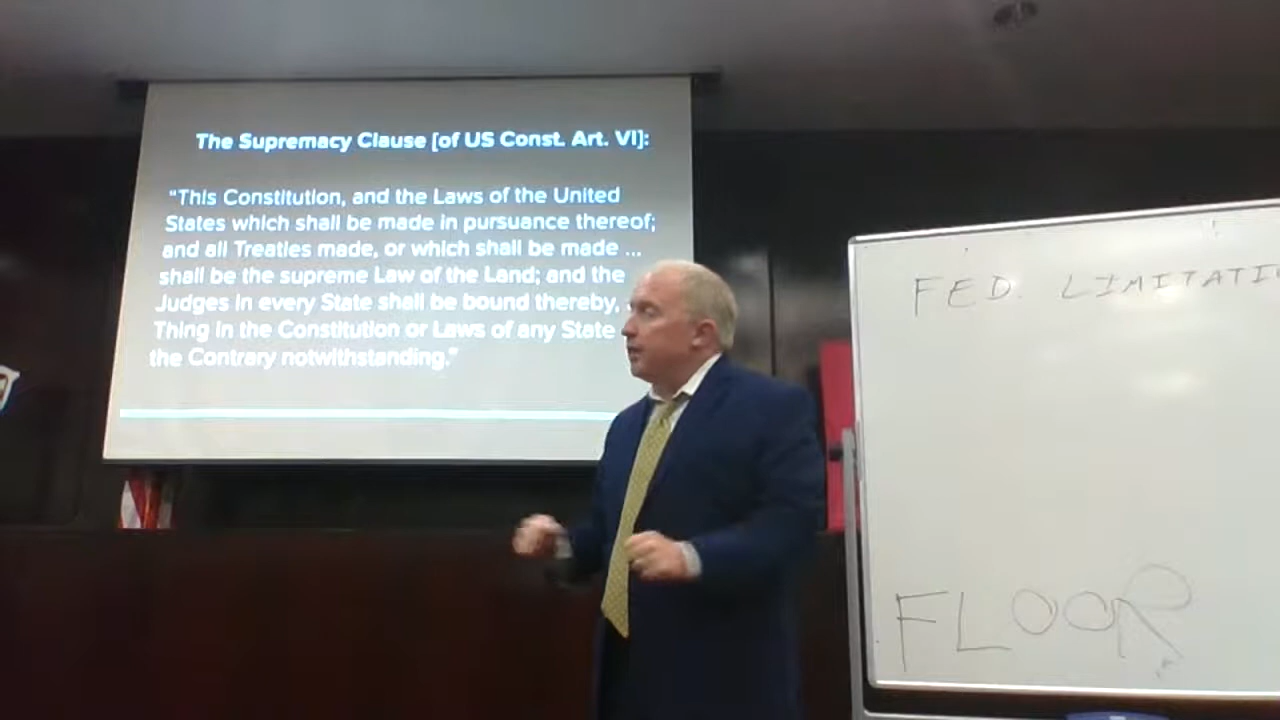 The Supremacy Clause [of US Const. Art. VI]:
"This Constitution, and the Laws of the United
States which shall be made in pursuance thereof;
and all Treaties made, or which shall be made ...
shall be the supreme Law of the Land; and the
Judges in every State shall be bound thereby,
Thing in the Constitution or Laws of any State
the Contrary notwithstanding."
FED. LIMITATI
FLOOR